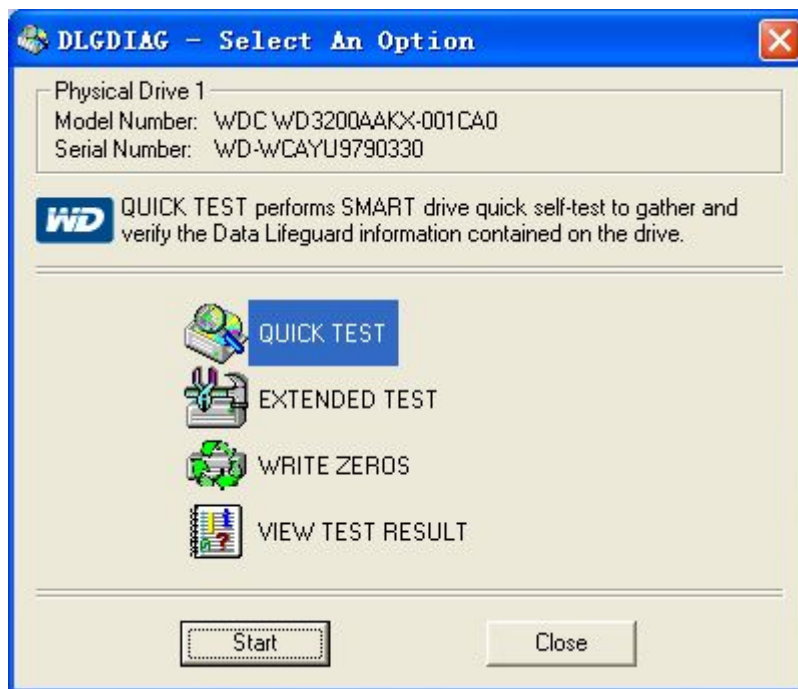 DLGDIAG - Select An Option
Physical Drive 1
Model Number: WDC WD3200AAKX-001CA0
Serial Number: WD-WCAYU9790330
WD
QUICK TEST performs SMART drive quick self-test to gather and
verify the Data Lifeguard information contained on the drive.
QUICK TEST
EXTENDED TEST
WRITE ZEROS
VIEW TEST RESULT
Start
Close